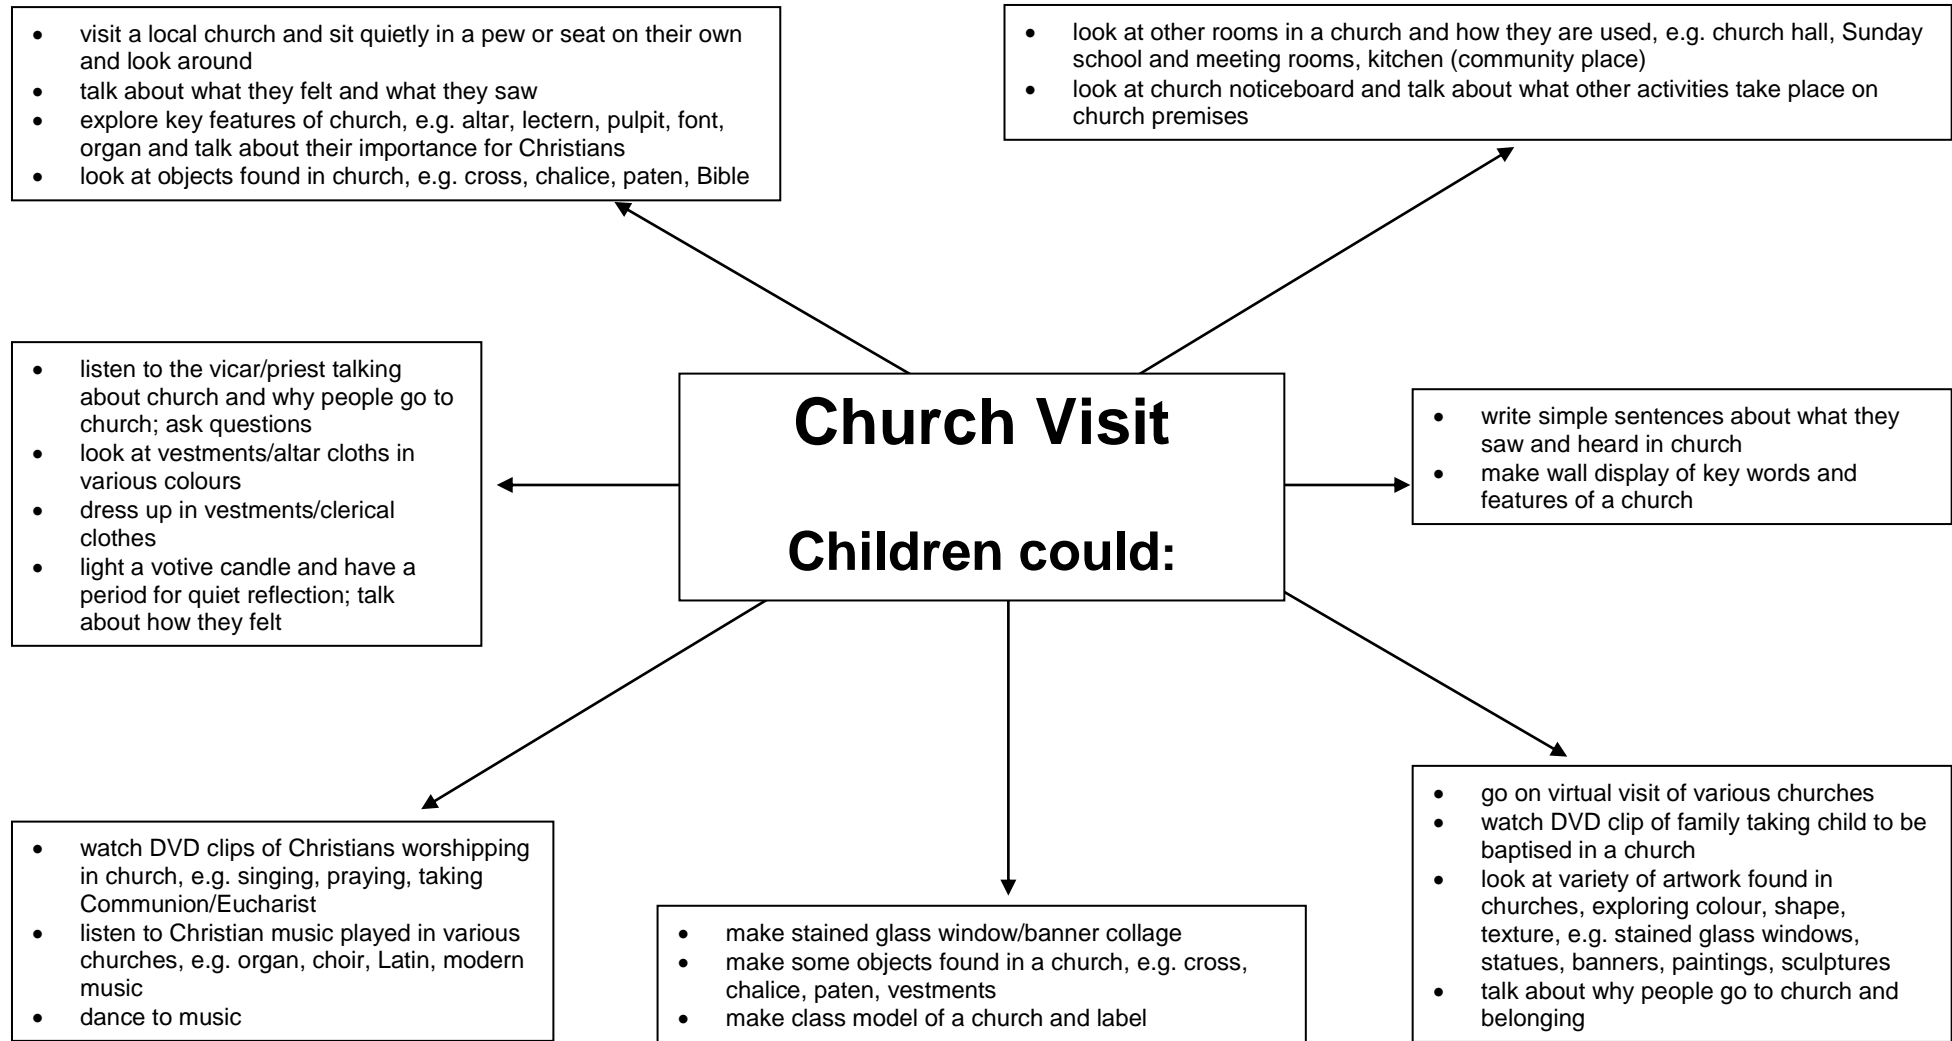 • visit a local church and sit quietly in a pew or seat on their own
and look around
• talk about what they felt and what they saw
• explore key features of church, e.g. altar, lectern, pulpit, font,
organ and talk about their importance for Christians
• look at objects found in church, e.g. cross, chalice, paten, Bible
• look at other rooms in a church and how they are used, e.g. church hall, Sunday
school and meeting rooms, kitchen (community place)
• look at church noticeboard and talk about what other activities take place on
church premises
• listen to the vicar/priest talking
about church and why people go to
church; ask questions
• look at vestments/altar cloths in
various colours
• dress up in vestments/clerical
clothes
• light a votive candle and have a
period for quiet reflection; talk
about how they felt
Church Visit
Children could:
• write simple sentences about what they
saw and heard in church
• make wall display of key words and
features of a church
• watch DVD clips of Christians worshipping
in church, e.g. singing, praying, taking
Communion/Eucharist
• listen to Christian music played in various
churches, e.g. organ, choir, Latin, modern
music
• dance to music
• make stained glass window/banner collage
• make some objects found in a church, e.g. cross,
chalice, paten, vestments
• make class model of a church and label
• go on virtual visit of various churches
• watch DVD clip of family taking child to be
baptised in a church
• look at variety of artwork found in
churches, exploring colour, shape,
texture, e.g. stained glass windows,
statues, banners, paintings, sculptures
• talk about why people go to church and
belonging